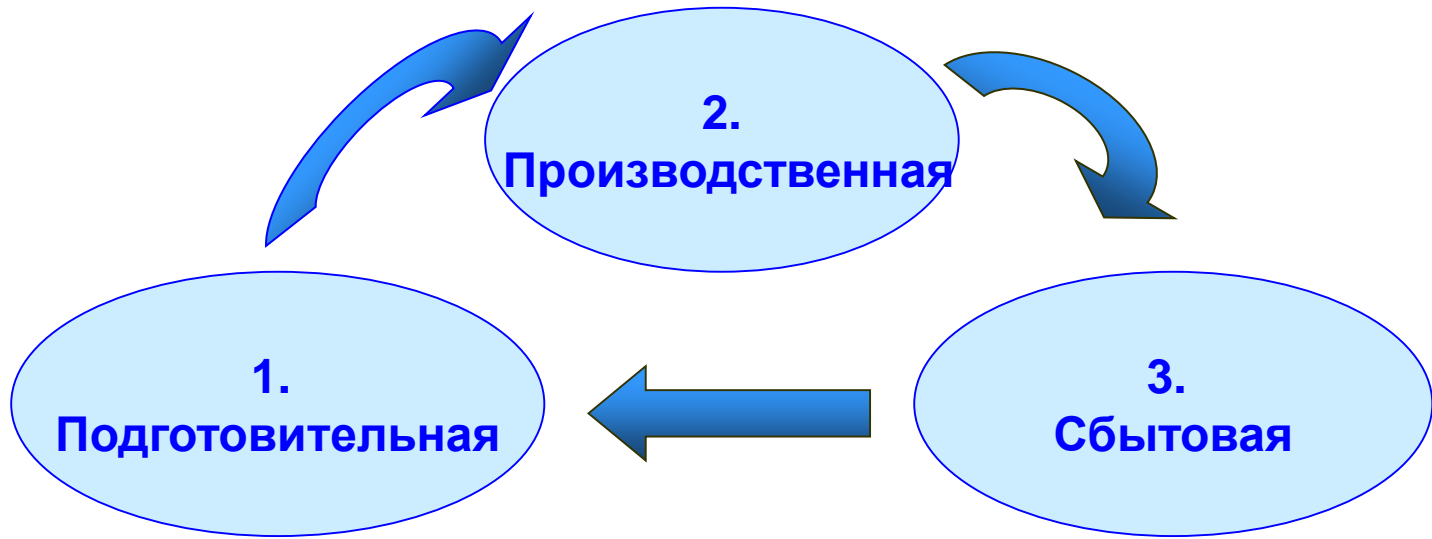 2.
Производственная
1.
Подготовительная
3.
Сбытовая